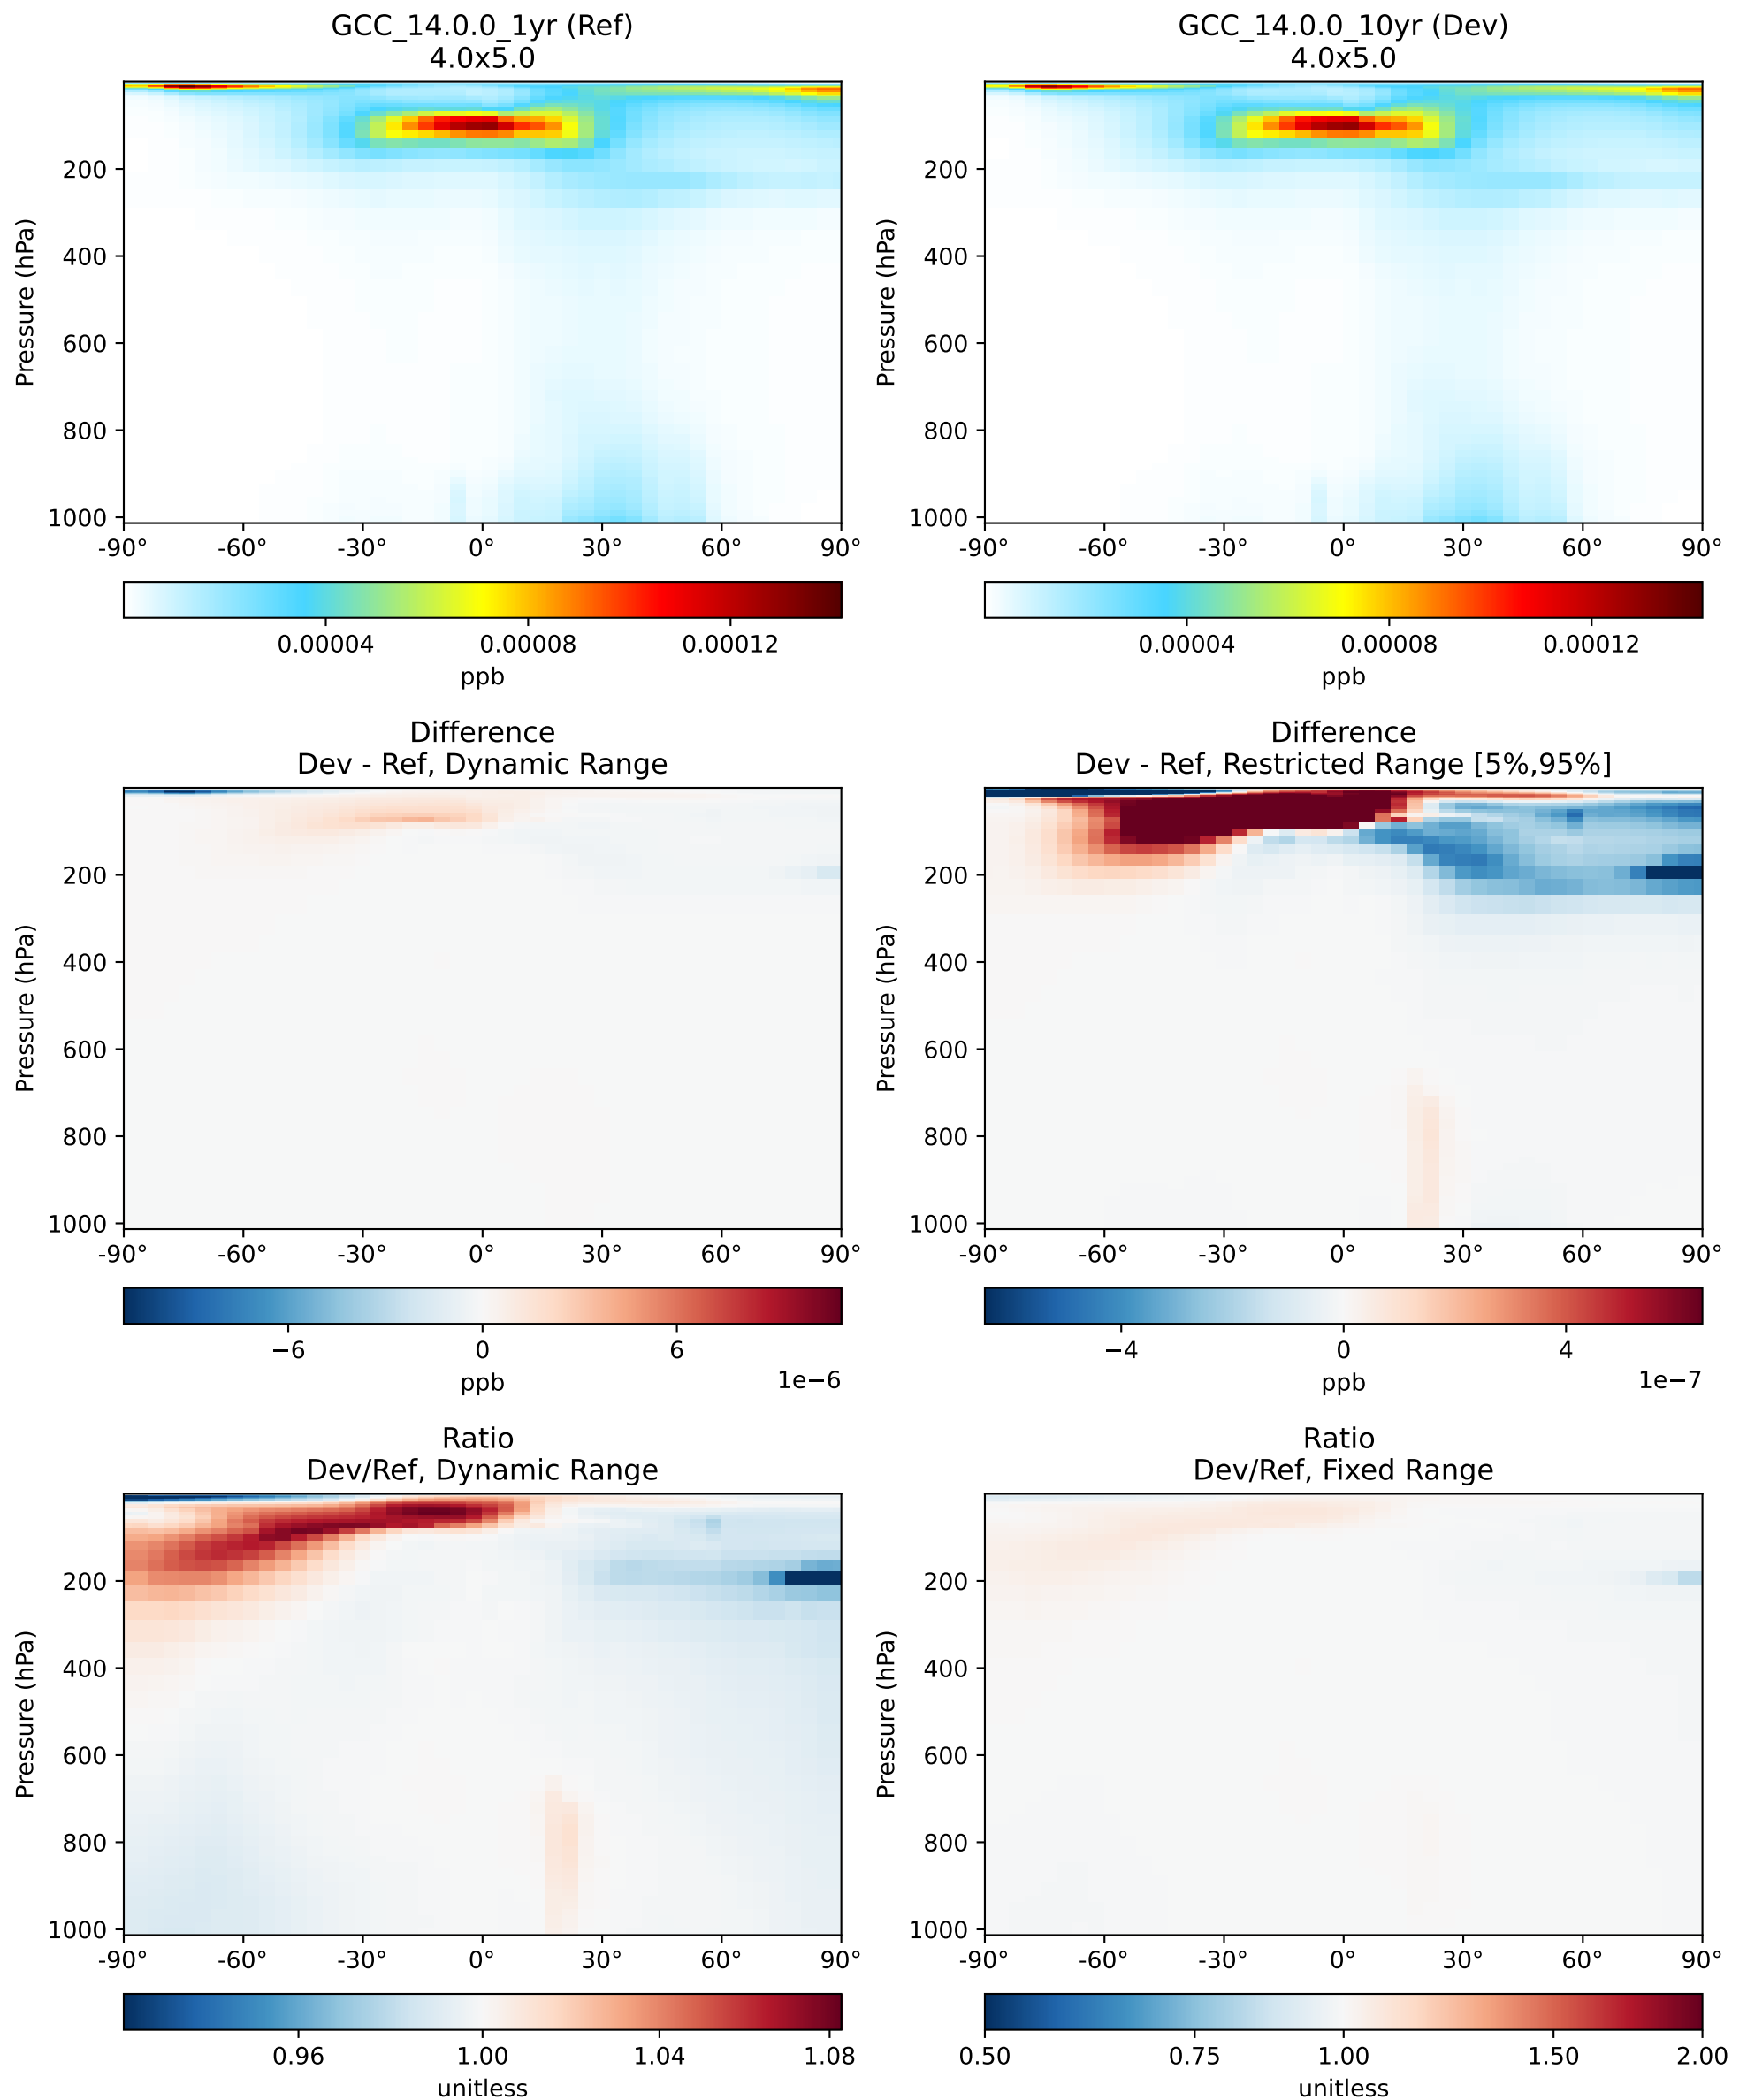 GCC_14.0.0_1yr (Ref)
4.0x5.0
Pressure (hPa)
200
400
600
800
1000
-90° -60° -30° 0° 30° 60° 90°
0.00004 0.00008 0.00012
ppb
GCC_14.0.0_10yr (Dev)
4.0x5.0
Pressure (hPa)
200
400
600
800
1000
-90° -60° -30° 0° 30° 60° 90°
0.00004 0.00008 0.00012
ppb
Difference
Dev - Ref, Dynamic Range
Pressure (hPa)
200
400
600
800
1000
-90° -60° -30° 0° 30° 60° 90°
−6 0 6
ppb 1e−6
Difference
Dev - Ref, Restricted Range [5%,95%]
Pressure (hPa)
200
400
600
800
1000
-90° -60° -30° 0° 30° 60° 90°
−4 0 4
ppb 1e−7
Ratio
Dev/Ref, Dynamic Range
Pressure (hPa)
200
400
600
800
1000
-90° -60° -30° 0° 30° 60° 90°
0.96 1.00 1.04 1.08
unitless
Ratio
Dev/Ref, Fixed Range
Pressure (hPa)
200
400
600
800
1000
-90° -60° -30° 0° 30° 60° 90°
0.50 0.75 1.00 1.50 2.00
unitless